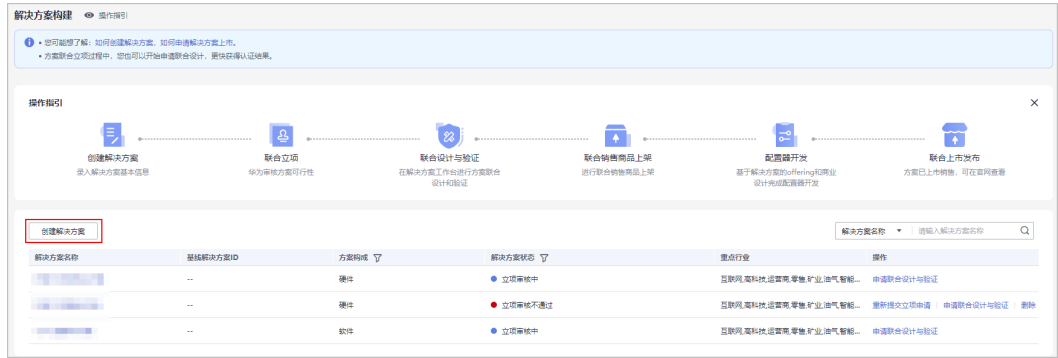 解决方案构建 操作指引
• 您可能想了解：如何创建解决方案、如何申请解决方案上市。
• 方案联合立项过程中，您也可以开始申请联合设计，更快获得认证结果。
操作指引
创建解决方案 联合立项 联合设计与验证 联合销售商品上架 配置器开发 联合上市发布
录入解决方案基本信息 华为审核方案可行性 在解决方案工作台进行方案联合 进行联合销售商品上架 基于解决方案的offering和商业 方案已上市销售，可在官网查看
设计和验证 设计完成配置器开发
创建解决方案 解决方案名称 请输入解决方案名称
解决方案名称 基线解决方案ID 方案构成 解决方案状态 重点行业 操作
-- 硬件 立项审核中 互联网,高科技,运营商,零售,矿业,油气,智能... 申请联合设计与验证
-- 硬件 立项审核不通过 互联网,高科技,运营商,零售,矿业,油气,智能... 重新提交立项申请 申请联合设计与验证 删除
-- 软件 立项审核中 互联网,高科技,运营商,零售,矿业,油气,智能... 申请联合设计与验证